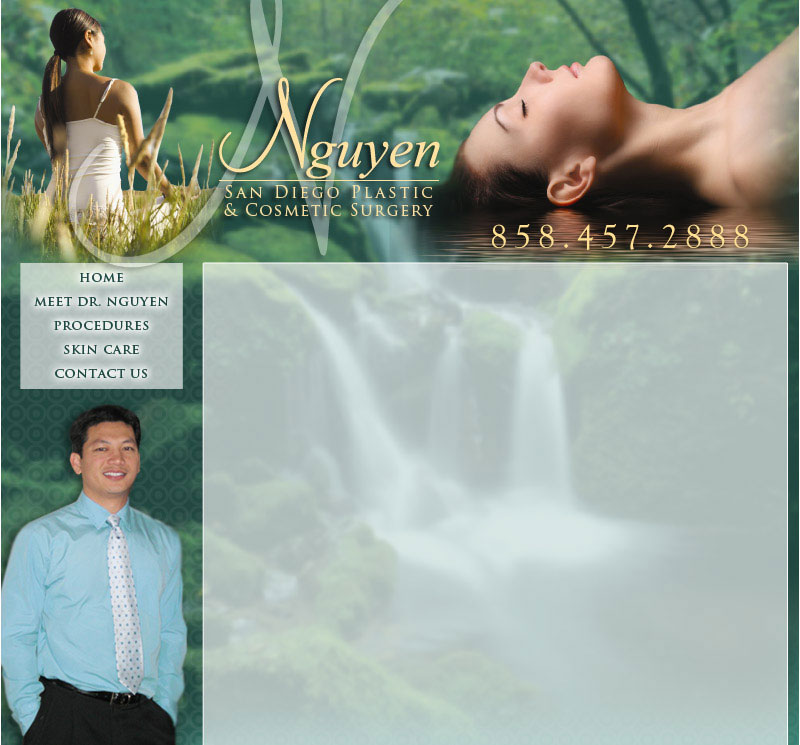 Nguyen
San Diego Plastic
& Cosmetic Surgery
858.457.2888
HOME
MEET DR. NGUYEN
PROCEDURES
SKIN CARE
CONTACT US